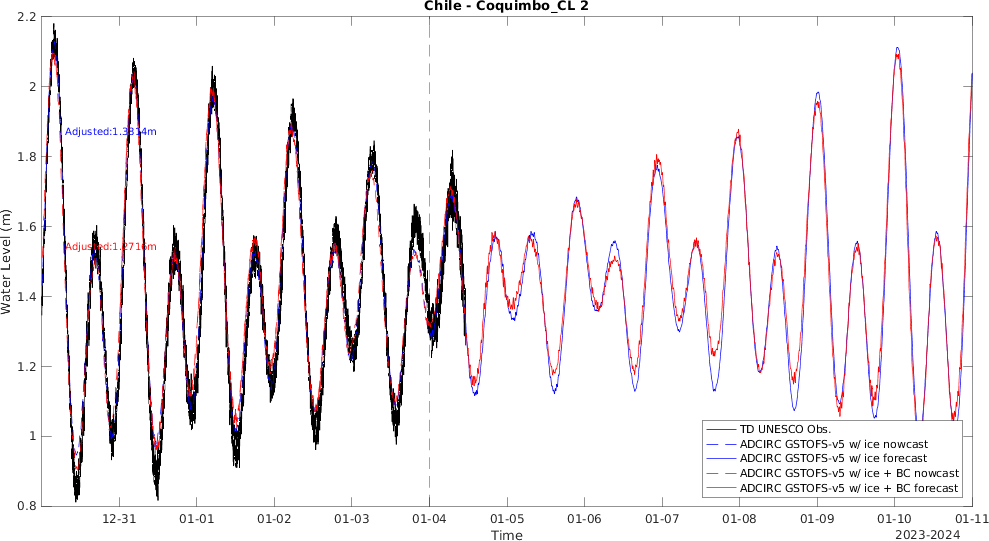 Chile - Coquimbo_CL 2
2.2
2
1.8
1.6
1.4
1.2
1
0.8
Water Level (m)
Adjusted:1.3314m
Adjusted:1.2716m
TD UNESCO Obs.
ADCIRC GSTOFS-v5 w/ ice nowcast
ADCIRC GSTOFS-v5 w/ ice forecast
ADCIRC GSTOFS-v5 w/ ice + BC nowcast
ADCIRC GSTOFS-v5 w/ ice + BC forecast
12-31 01-01 01-02 01-03 01-04 01-05 01-06 01-07 01-08 01-09 01-10 01-11
Time
2023-2024